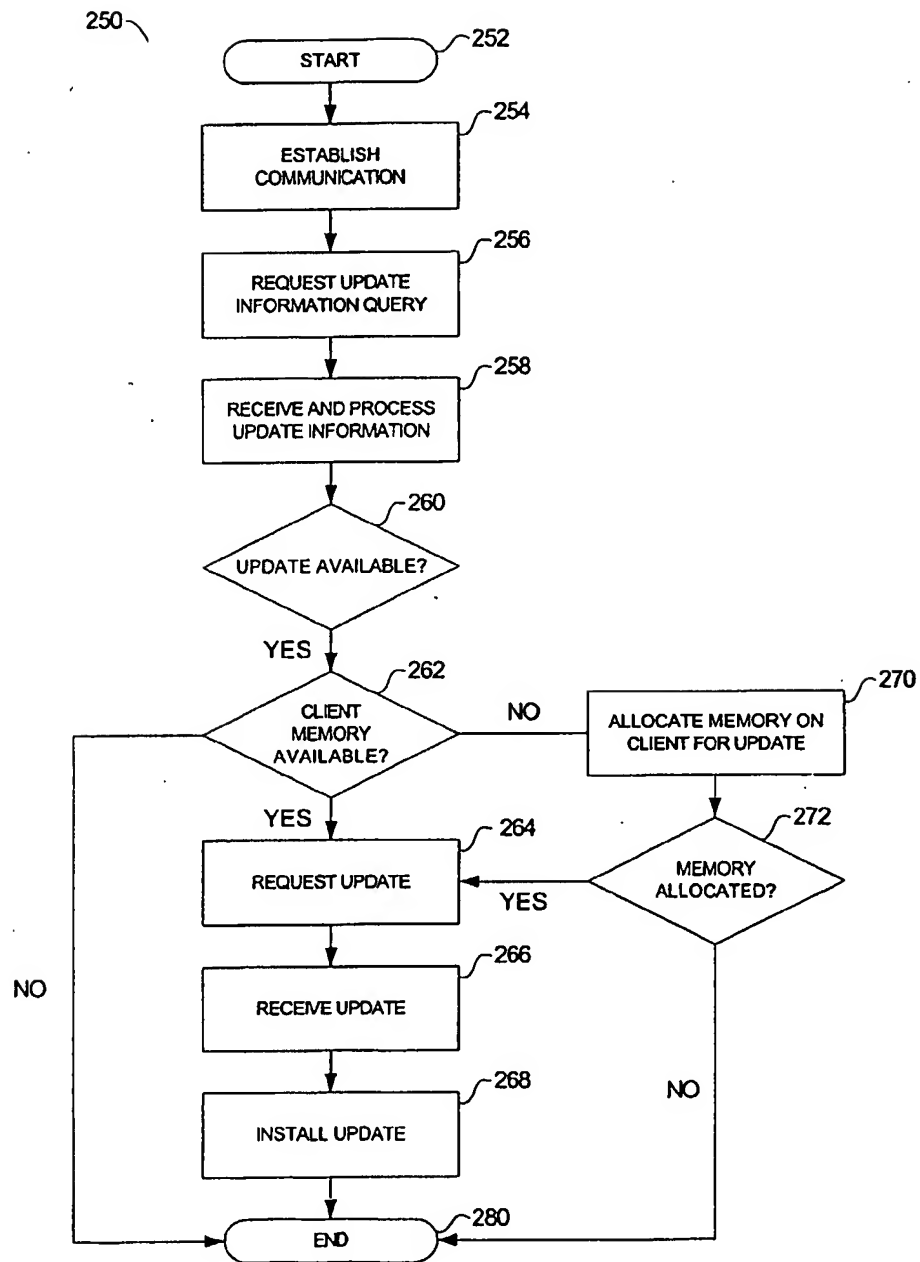 250
252
START
254
ESTABLISH
COMMUNICATION
256
REQUEST UPDATE
INFORMATION QUERY
258
RECEIVE AND PROCESS
UPDATE INFORMATION
260
UPDATE AVAILABLE?
YES
262
CLIENT
MEMORY
AVAILABLE?
NO
270
ALLOCATE MEMORY ON
CLIENT FOR UPDATE
YES
264
REQUEST UPDATE
272
MEMORY
ALLOCATED?
YES
266
RECEIVE UPDATE
NO
268
INSTALL UPDATE
NO
280
END